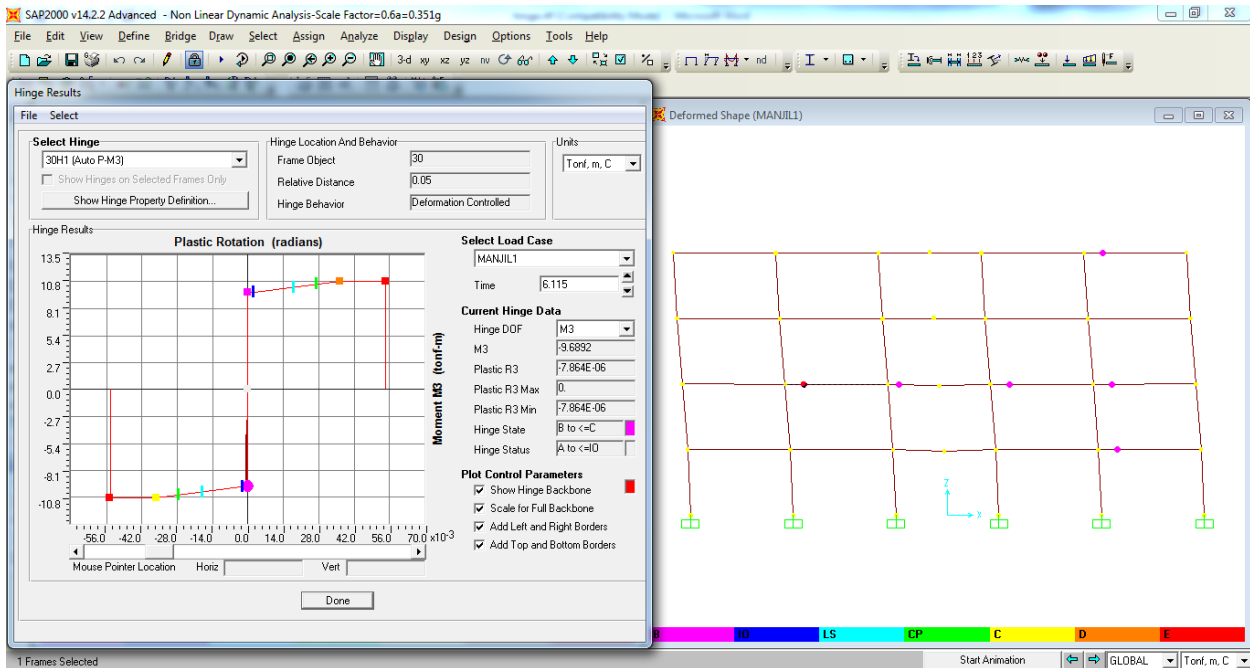 SAP2000 v14.2.2 Advanced - Non Linear Dynamic Analysis-Scale Factor=0.6a=0.351g
File Edit View Define Bridge Draw Select Assign Analyze Display Design Options Tools Help
3-d xy xz yz nv nd
Hinge Results
File Select
Select Hinge
30H1 (Auto P-M3)
Show Hinges on Selected Frames Only
Show Hinge Property Definition...
Hinge Location And Behavior
Frame Object 30
Relative Distance 0.05
Hinge Behavior Deformation Controlled
Units
Tonf, m, C
Hinge Results
Plastic Rotation (radians)
13.5
10.8
8.1
5.4
2.7
0.0
-2.7
-5.4
-8.1
-10.8
-56.0 -42.0 -28.0 -14.0 0.0 14.0 28.0 42.0 56.0 70.0 x10-3
Moment M3 (tonf-m)
Mouse Pointer Location Horiz Vert
Select Load Case
MANJIL1
Time 6.115
Current Hinge Data
Hinge DOF M3
M3 -9.6892
Plastic R3 -7.864E-06
Plastic R3 Max 0.
Plastic R3 Min -7.864E-06
Hinge State B to <=C
Hinge Status A to <=IO
Plot Control Parameters
Show Hinge Backbone
Scale for Full Backbone
Add Left and Right Borders
Add Top and Bottom Borders
Done
Deformed Shape (MANJIL1)
Z
X
B IO LS CP C D E
1 Frames Selected
Start Animation GLOBAL Tonf, m, C